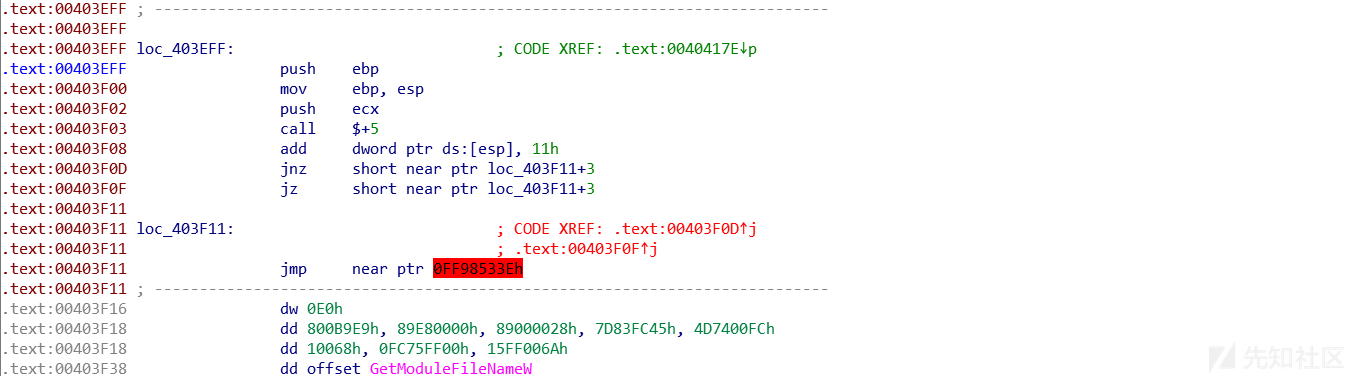 .text:00403EFF ; ---------------------------------------------------------------------------
.text:00403EFF
.text:00403EFF loc_403EFF: ; CODE XREF: .text:0040417E↓p
.text:00403EFF push ebp
.text:00403F00 mov ebp, esp
.text:00403F02 push ecx
.text:00403F03 call $+5
.text:00403F08 add dword ptr ds:[esp], 11h
.text:00403F0D jnz short near ptr loc_403F11+3
.text:00403F0F jz short near ptr loc_403F11+3
.text:00403F11
.text:00403F11 loc_403F11: ; CODE XREF: .text:00403F0D↑j
.text:00403F11 ; .text:00403F0F↑j
.text:00403F11 jmp near ptr 0FF98533Eh
.text:00403F11 ; ---------------------------------------------------------------------------
.text:00403F16 dw 0E0h
.text:00403F18 dd 800B9E9h, 89E80000h, 89000028h, 7D83FC45h, 4D7400FCh
.text:00403F18 dd 10068h, 0FC75FF00h, 15FF006Ah
.text:00403F38 dd offset GetModuleFileNameW
先知社区